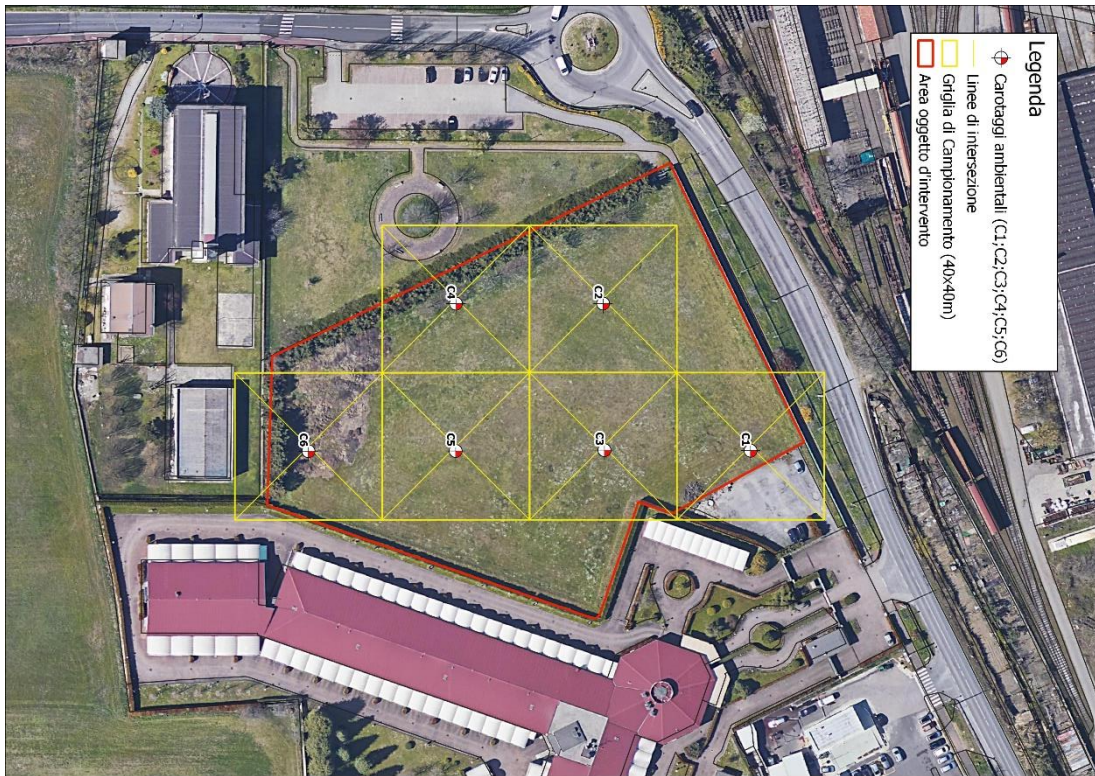 Legenda
Carotaggi ambientali (C1;C2;C3;C4;C5;C6)
Linee di intersezione
Griglia di Campionamento (40x40m)
Area oggetto d'intervento
C1
C2
C3
C4
C5
C6